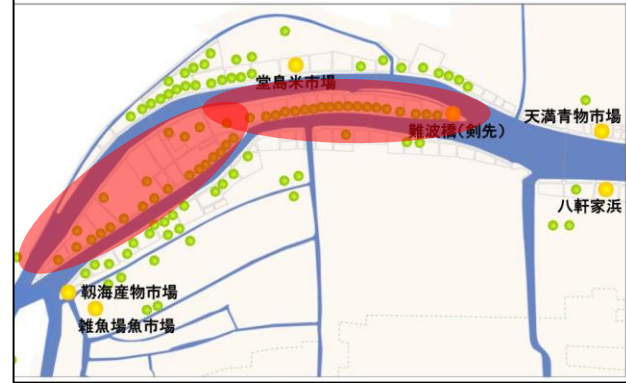 堂島米市場
天満青物市場
難波橋(剣先)
八軒家浜
靱海産物市場
雑魚場魚市場